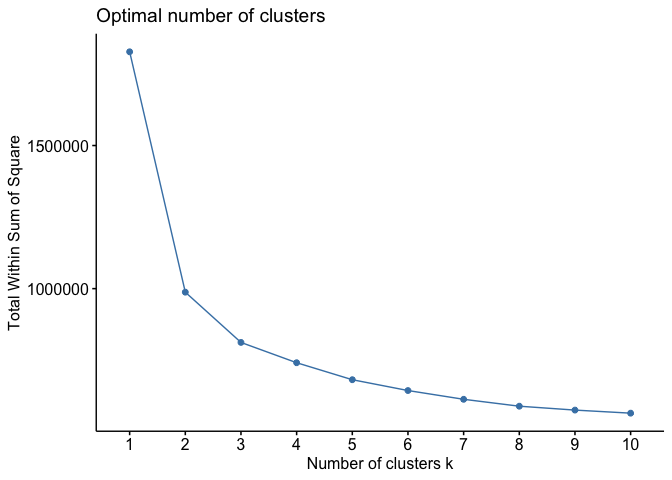 Optimal number of clusters
Total Within Sum of Square
1500000
1000000
1 2 3 4 5 6 7 8 9 10
Number of clusters k